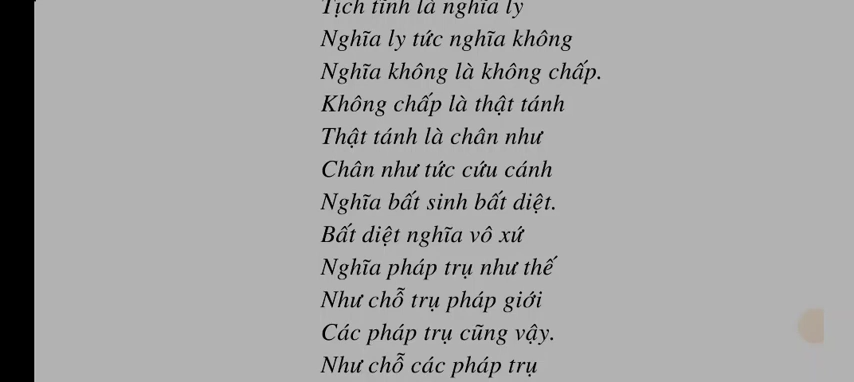 Tịch tĩnh là nghĩa ly
Nghĩa ly tức nghĩa không
Nghĩa không là không chấp.
Không chấp là thật tánh
Thật tánh là chân như
Chân như tức cứu cánh
Nghĩa bất sinh bất diệt.
Bất diệt nghĩa vô xứ
Nghĩa pháp trụ như thế
Như chỗ trụ pháp giới
Các pháp trụ cũng vậy.
Như chỗ các pháp trụ